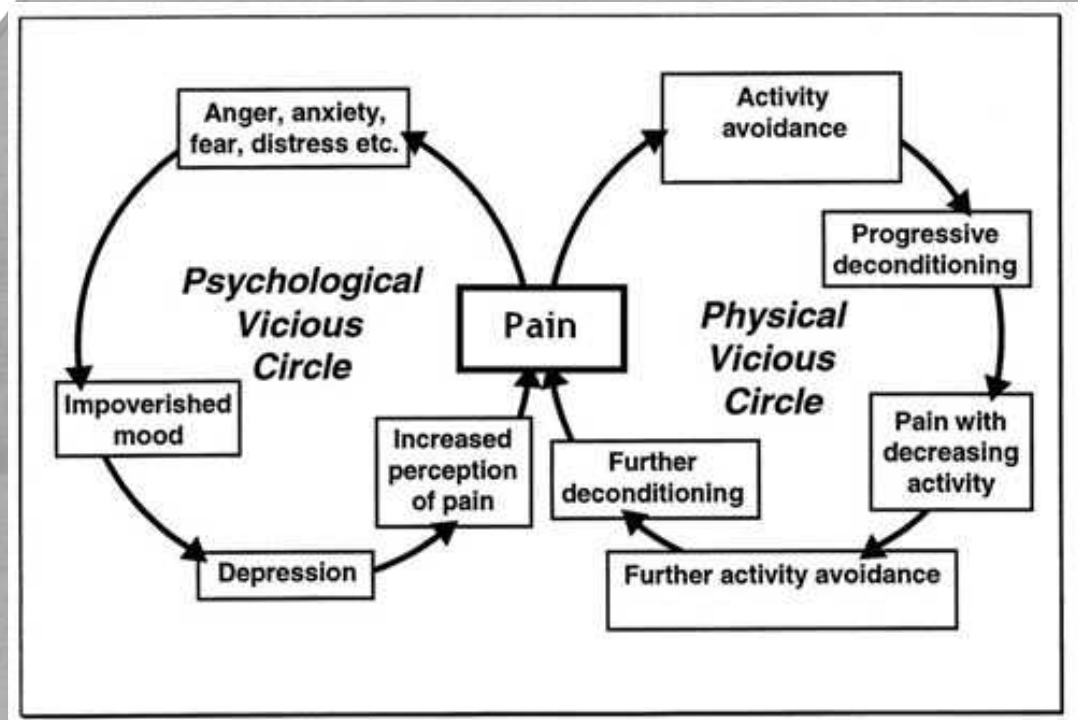 Anger, anxiety,
fear, distress etc.
Activity
avoidance
Progressive
deconditioning
Psychological
Vicious
Circle
Pain
Physical
Vicious
Circle
Impoverished
mood
Increased
perception
of pain
Further
deconditioning
Pain with
decreasing
activity
Depression
Further activity avoidance